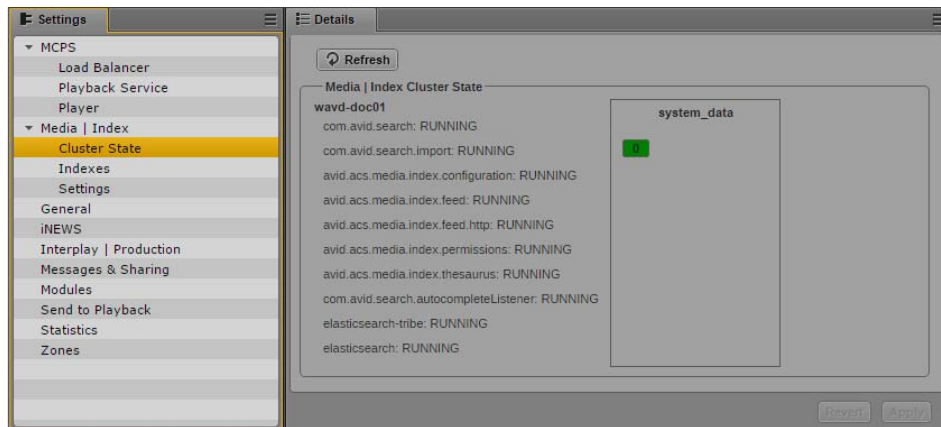 Settings
MCPS
Load Balancer
Playback Service
Player
Media | Index
Cluster State
Indexes
Settings
General
iNEWS
Interplay | Production
Messages & Sharing
Modules
Send to Playback
Statistics
Zones
Details
Refresh
Media | Index Cluster State
wavd-doc01
system_data
com.avid.search: RUNNING
com.avid.search.import: RUNNING
0
avid.acs.media.index.configuration: RUNNING
avid.acs.media.index.feed: RUNNING
avid.acs.media.index.feed.http: RUNNING
avid.acs.media.index.permissions: RUNNING
avid.acs.media.index.thesaurus: RUNNING
com.avid.search.autocompleteListener: RUNNING
elasticsearch-tribe: RUNNING
elasticsearch: RUNNING
Revert
Apply